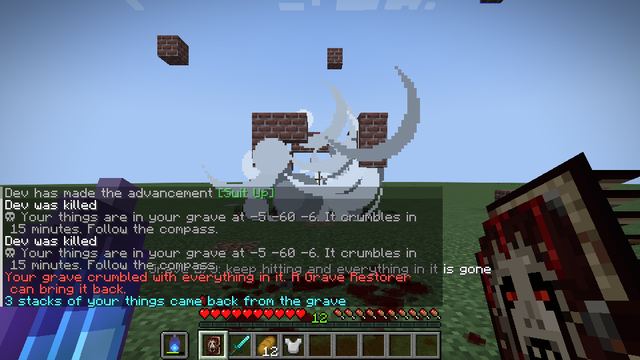 Dev has made the advancement [Suit Up]
Dev was killed
Your things are in your grave at -5 -60 -6. It crumbles in
15 minutes. Follow the compass.
Dev was killed
Your things are in your grave at -5 -60 -6. It crumbles in
15 minutes. Follow the compass.
keep hitting and everything in it is gone
Your grave crumbled with everything in it. A Grave Restorer
can bring it back.
3 stacks of your things came back from the grave
12
12